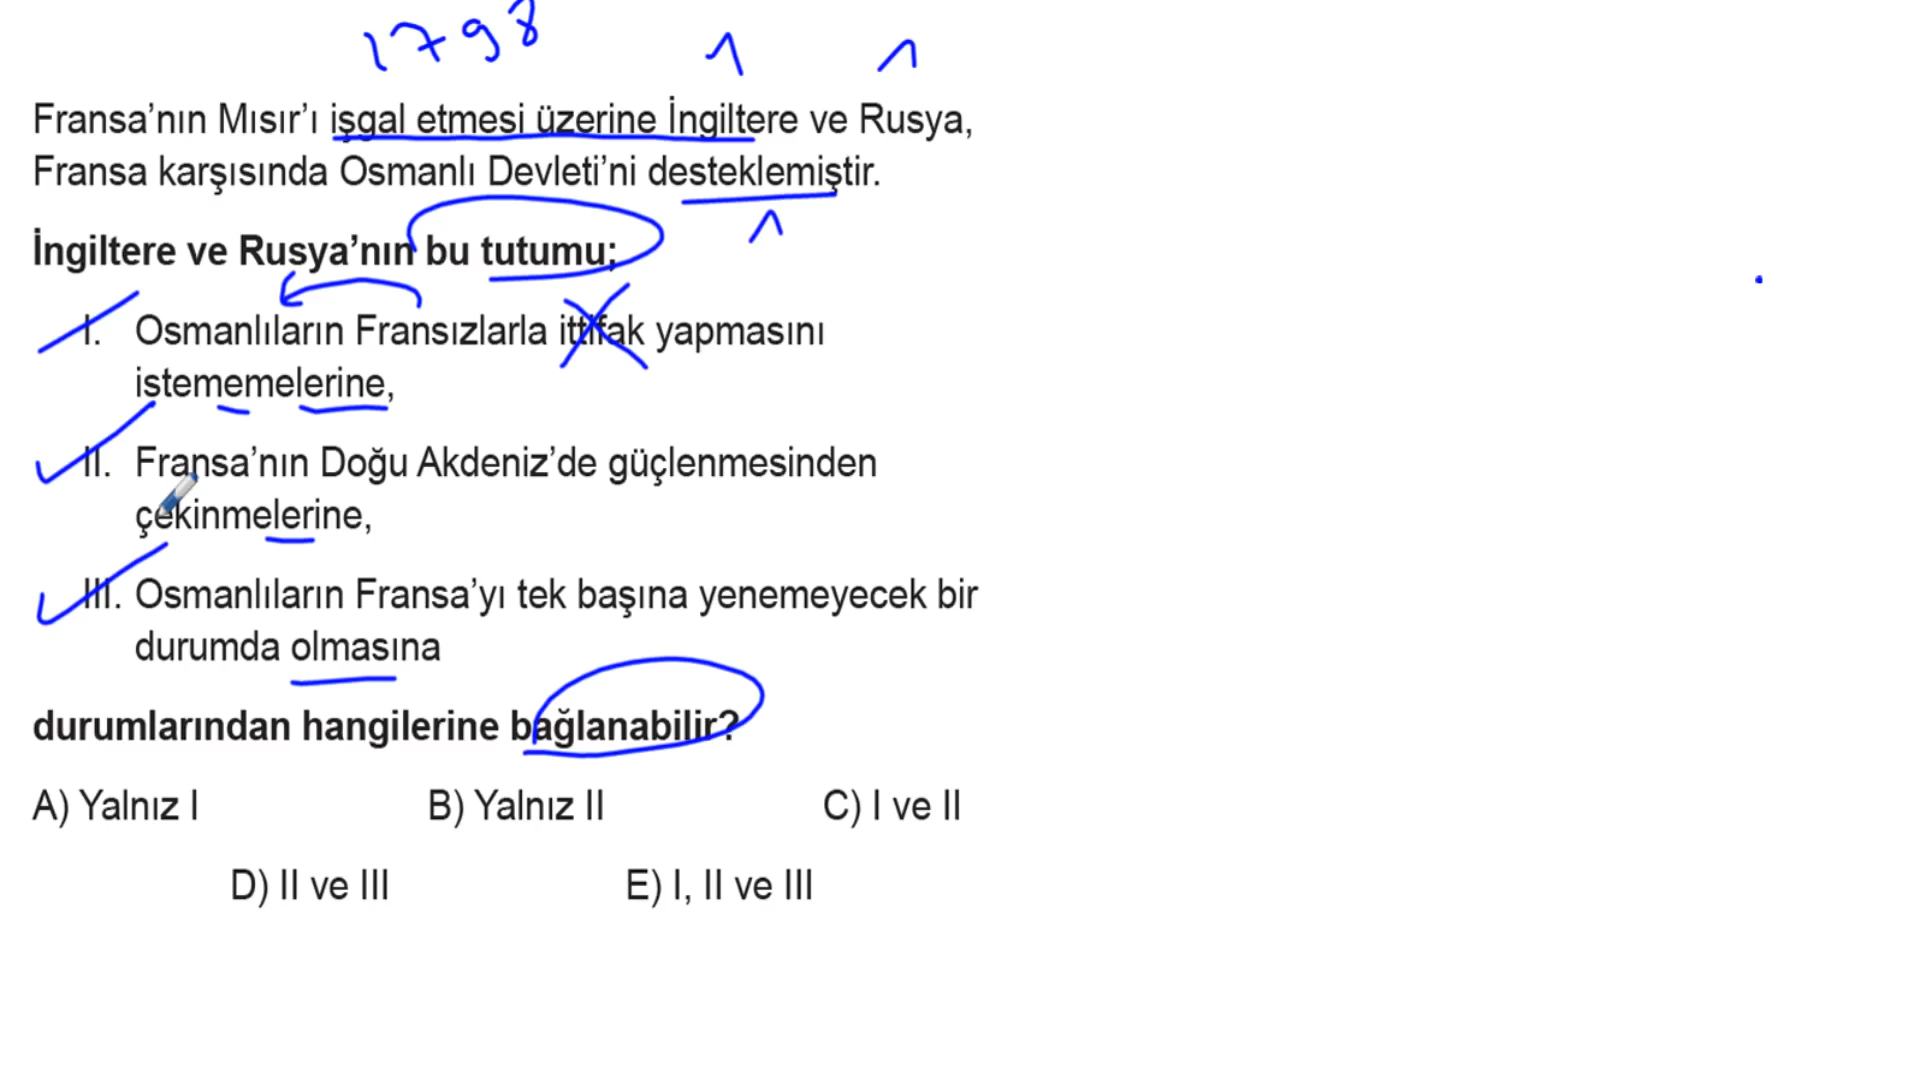 1798
Fransa’nın Mısır’ı işgal etmesi üzerine İngiltere ve Rusya,
Fransa karşısında Osmanlı Devleti’ni desteklemiştir.
İngiltere ve Rusya’nın bu tutumu;
I. Osmanlıların Fransızlarla ittifak yapmasını
istememelerine,
II. Fransa’nın Doğu Akdeniz’de güçlenmesinden
çekinmelerine,
III. Osmanlıların Fransa’yı tek başına yenemeyecek bir
durumda olmasına
durumlarından hangilerine bağlanabilir?
A) Yalnız I B) Yalnız II C) I ve II
D) II ve III E) I, II ve III